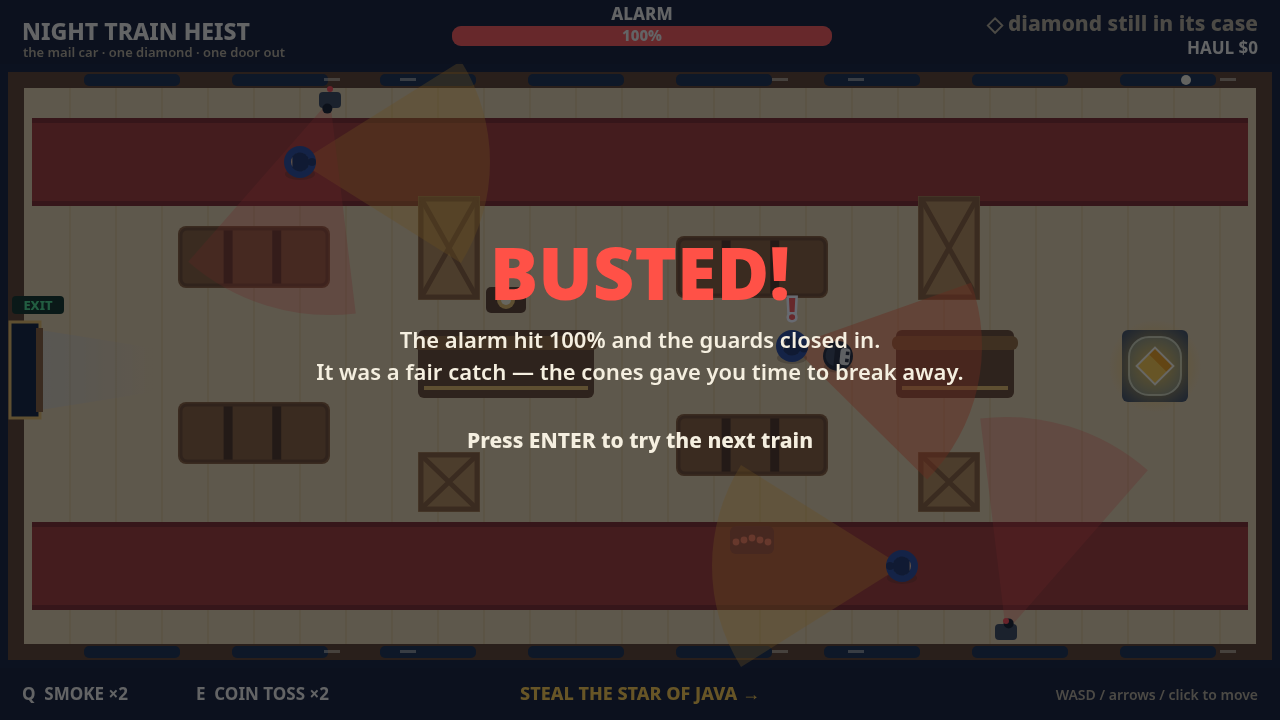 NIGHT TRAIN HEIST
the mail car · one diamond · one door out
ALARM
100%
◇ diamond still in its case
HAUL $0
EXIT
!
BUSTED!
The alarm hit 100% and the guards closed in.
It was a fair catch — the cones gave you time to break away.
Press ENTER to try the next train
Q SMOKE ×2
E COIN TOSS ×2
STEAL THE STAR OF JAVA →
WASD / arrows / click to move